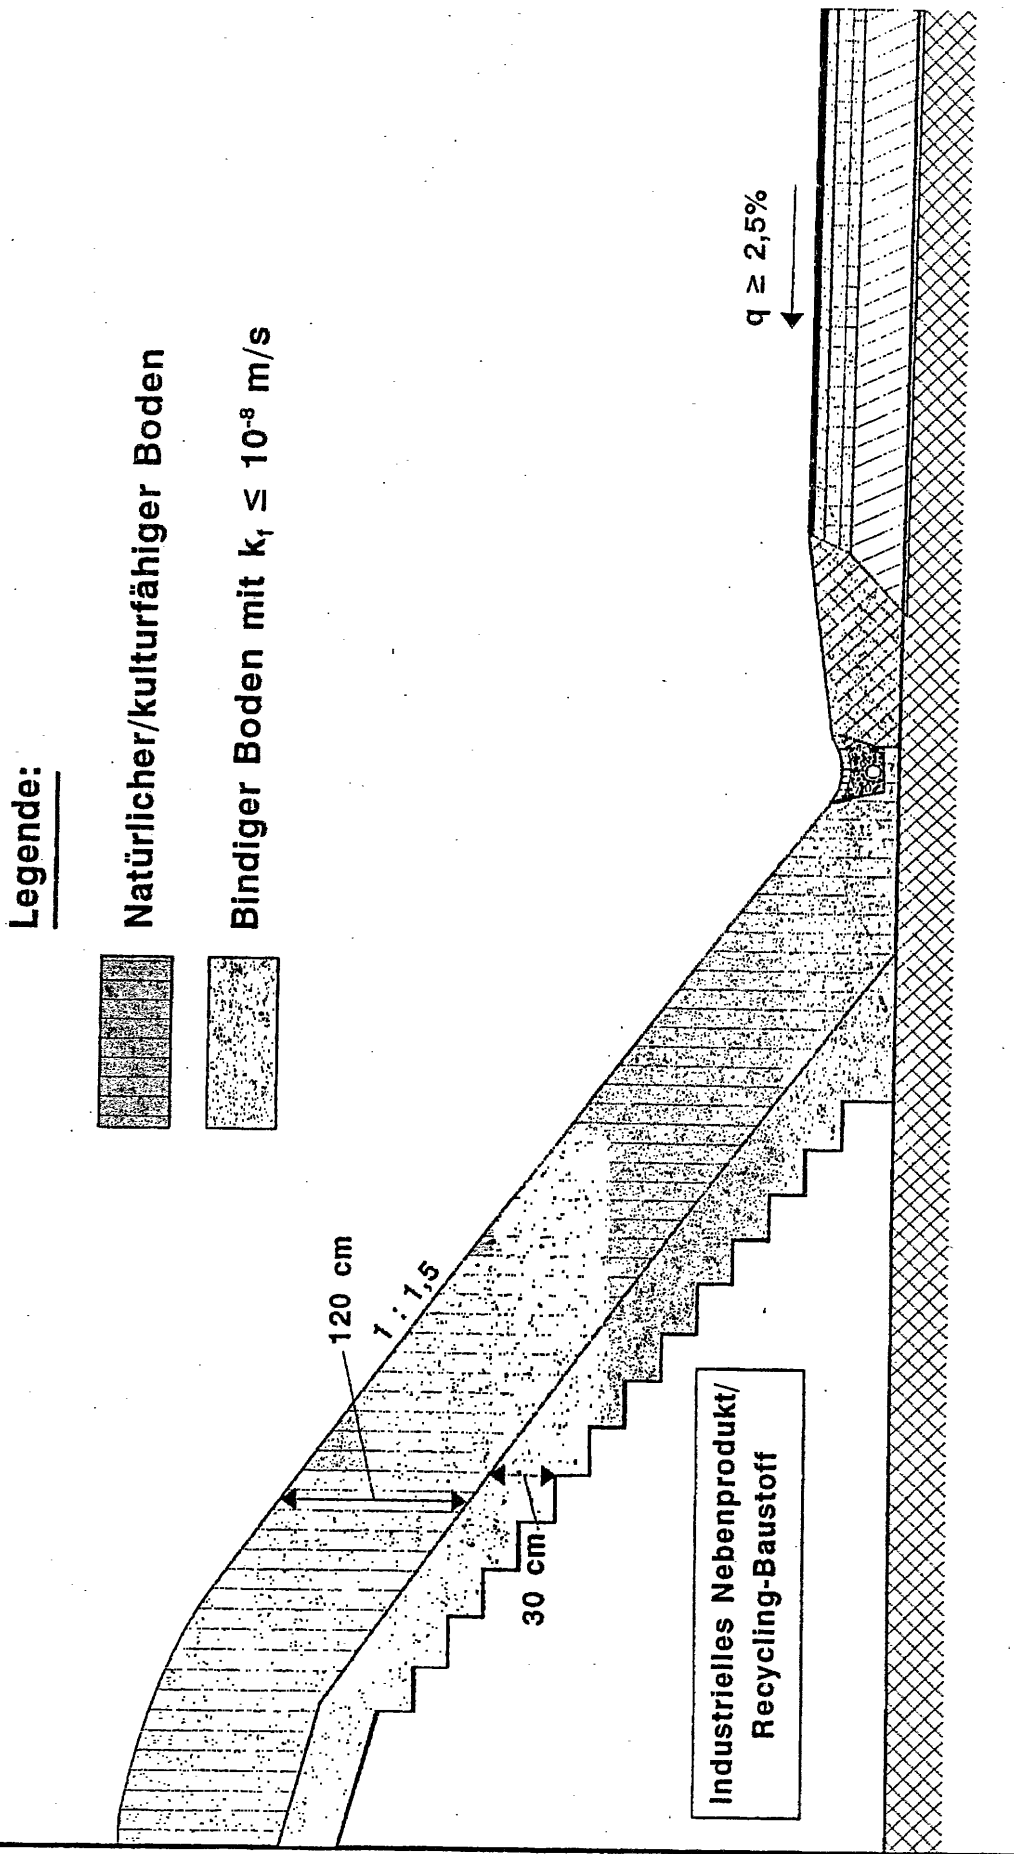 Legende:
Natürlicher/kulturfähiger Boden
Bindiger Boden mit kf ≤ 10⁻⁸ m/s
120 cm
1 : 1,5
30 cm
q ≥ 2,5%
Industrielles Nebenprodukt/
Recycling-Baustoff